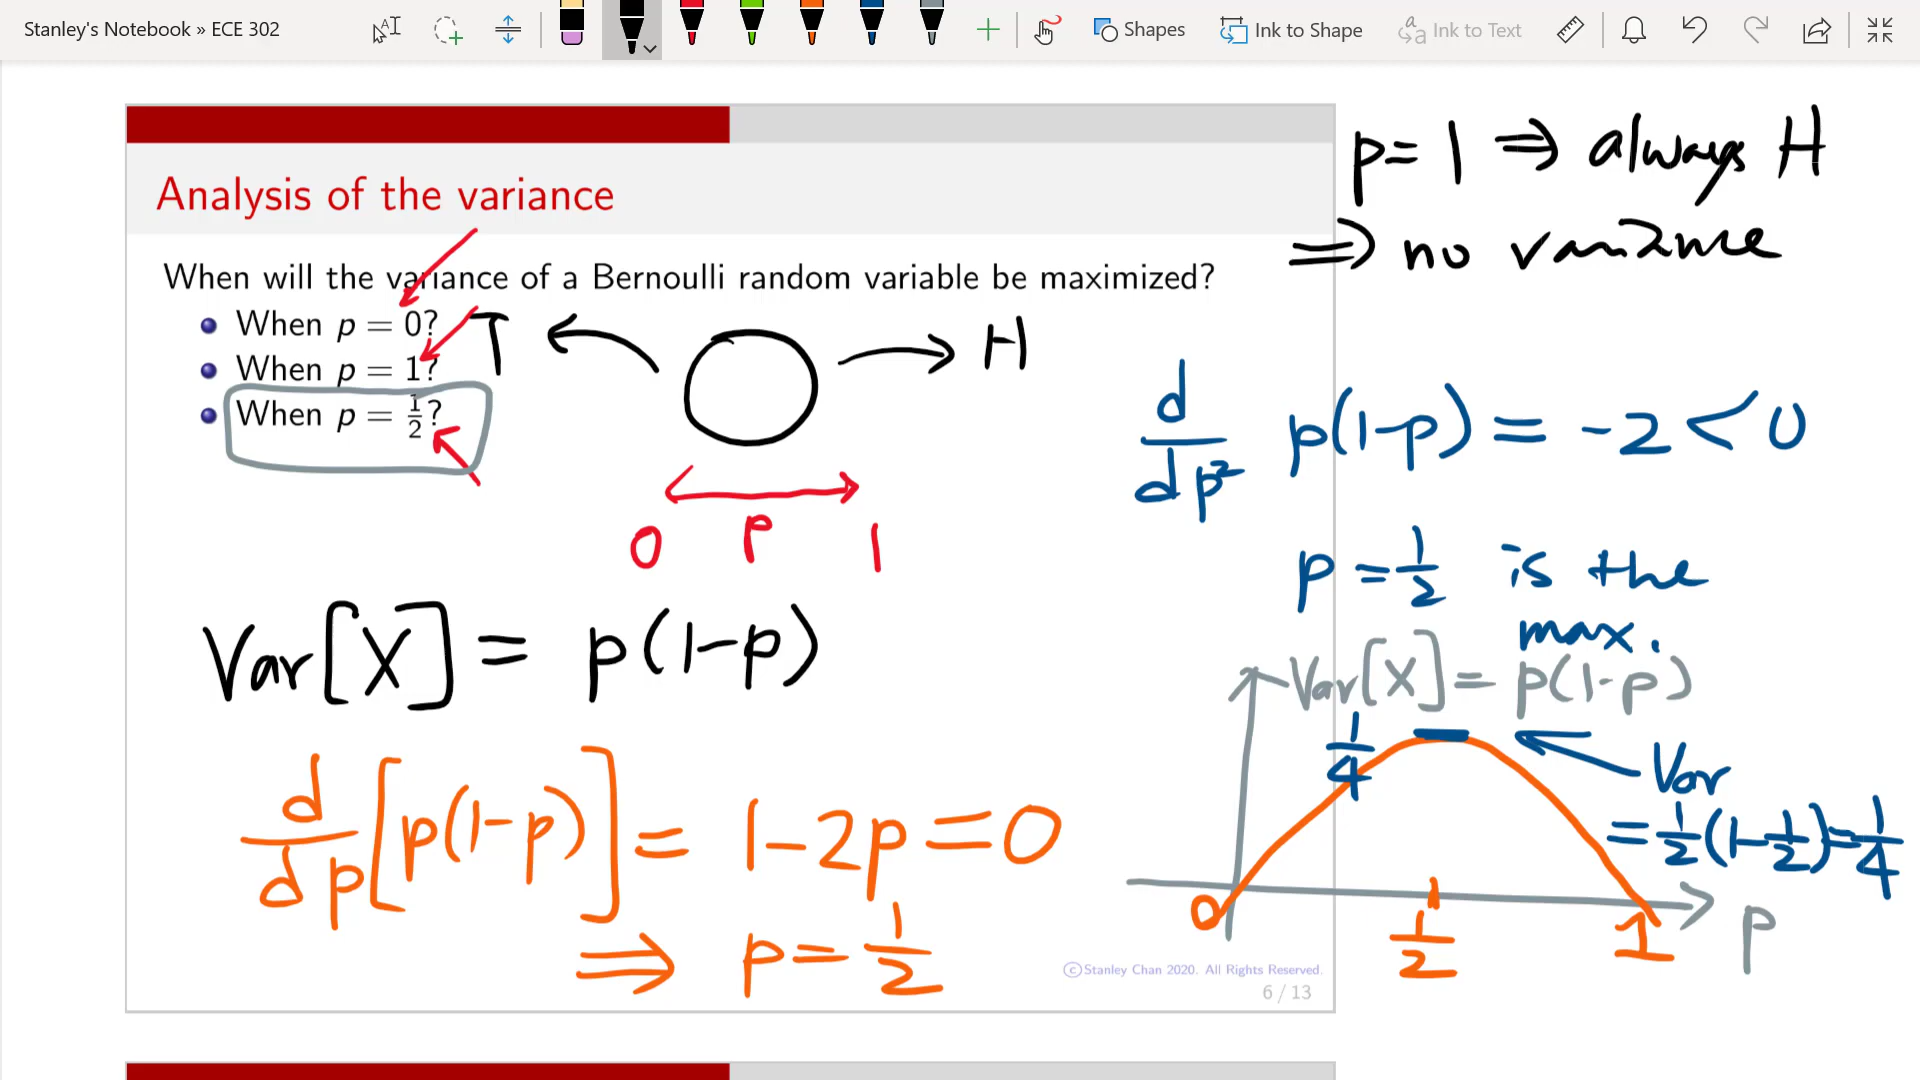 Stanley's Notebook » ECE 302
Shapes
Ink to Shape
Ink to Text
Analysis of the variance
When will the variance of a Bernoulli random variable be maximized?
When p = 0?
When p = 1?
When p = 1/2?
T
H
0 p 1
Var[X] = p(1-p)
d/dp [p(1-p)] = 1-2p = 0
⇒ p = 1/2
©Stanley Chan 2020. All Rights Reserved.
6 / 13
p = 1 ⇒ always H
⇒ no variance
d/dp² p(1-p) = -2 < 0
p = 1/2 is the
max.
Var[X] = p(1-p)
1/4
Var
= 1/2(1-1/2) = 1/4
0
1/2
1
p